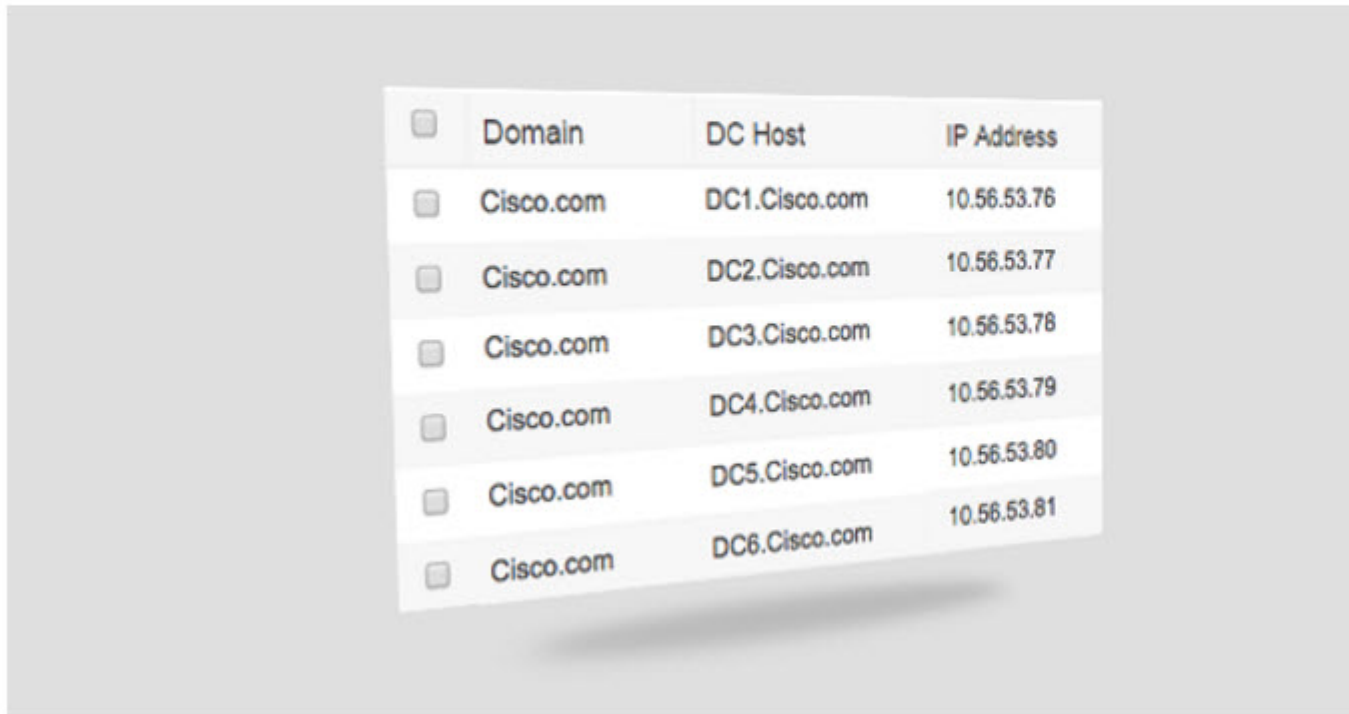 Domain DC Host IP Address
Cisco.com DC1.Cisco.com 10.56.53.76
Cisco.com DC2.Cisco.com 10.56.53.77
Cisco.com DC3.Cisco.com 10.56.53.78
Cisco.com DC4.Cisco.com 10.56.53.79
Cisco.com DC5.Cisco.com 10.56.53.80
Cisco.com DC6.Cisco.com 10.56.53.81